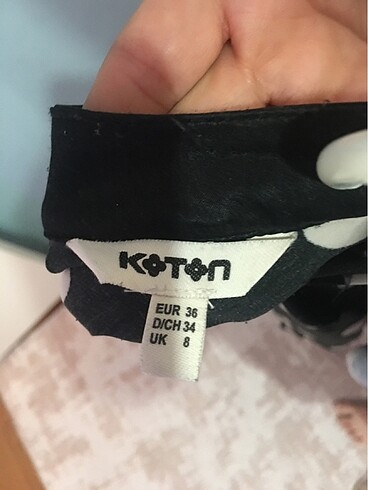 KOTON
EUR 36
D/CH 34
UK 8